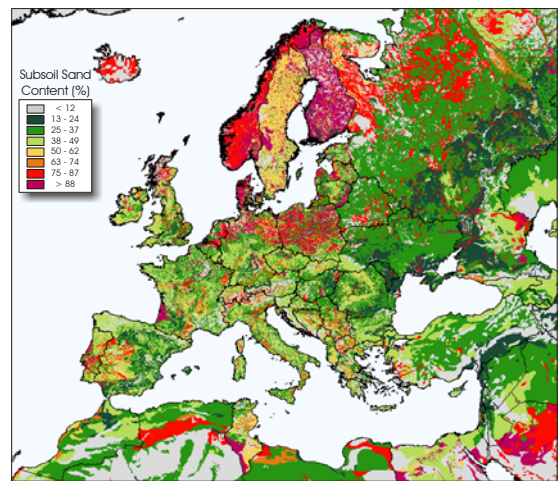 Subsoil Sand
Content (%)
< 12
13 - 24
25 - 37
38 - 49
50 - 62
63 - 74
75 - 87
> 88